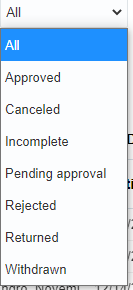 All
All
Approved
Canceled
Incomplete
Pending approval
Rejected
Returned
Withdrawn